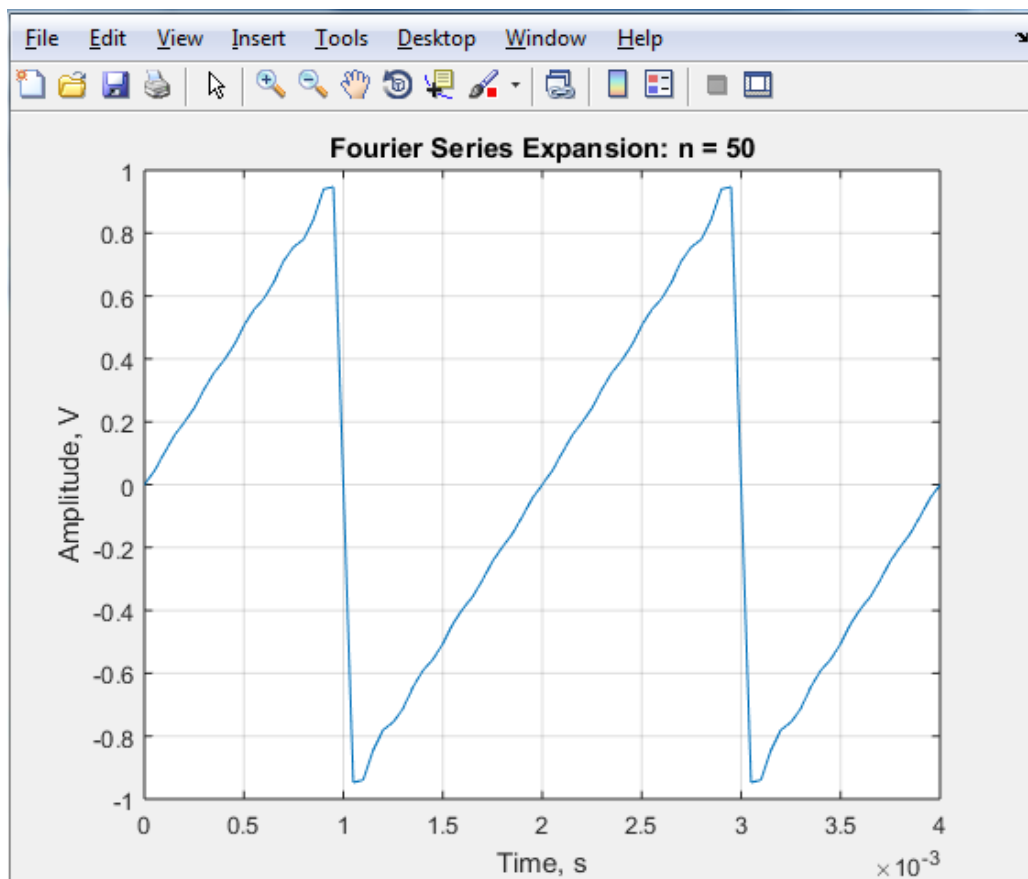 File Edit View Insert Tools Desktop Window Help
Fourier Series Expansion: n = 50
1
0.8
0.6
0.4
0.2
0
-0.2
-0.4
-0.6
-0.8
-1
Amplitude, V
0 0.5 1 1.5 2 2.5 3 3.5 4
Time, s
×10⁻³